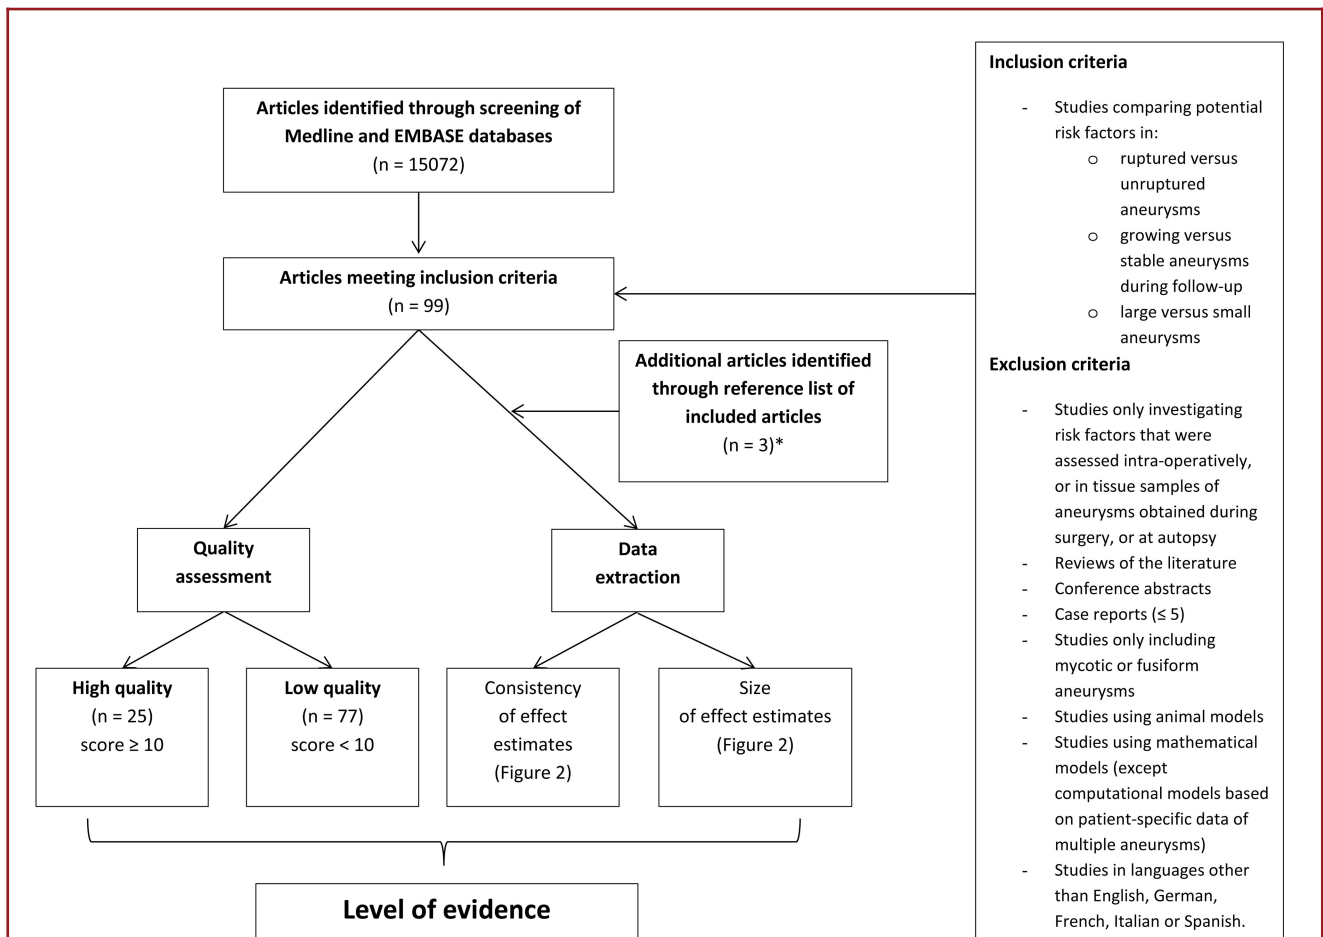 Articles identified through screening of
Medline and EMBASE databases
(n = 15072)
Articles meeting inclusion criteria
(n = 99)
Additional articles identified
through reference list of
included articles
(n = 3)*
Quality
assessment
Data
extraction
High quality
(n = 25)
score ≥ 10
Low quality
(n = 77)
score < 10
Consistency
of effect
estimates
(Figure 2)
Size
of effect estimates
(Figure 2)
Level of evidence
Inclusion criteria
- Studies comparing potential
risk factors in:
o ruptured versus
unruptured
aneurysms
o growing versus
stable aneurysms
during follow-up
o large versus small
aneurysms
Exclusion criteria
- Studies only investigating
risk factors that were
assessed intra-operatively,
or in tissue samples of
aneurysms obtained during
surgery, or at autopsy
- Reviews of the literature
- Conference abstracts
- Case reports (≤ 5)
- Studies only including
mycotic or fusiform
aneurysms
- Studies using animal models
- Studies using mathematical
models (except
computational models based
on patient-specific data of
multiple aneurysms)
- Studies in languages other
than English, German,
French, Italian or Spanish.